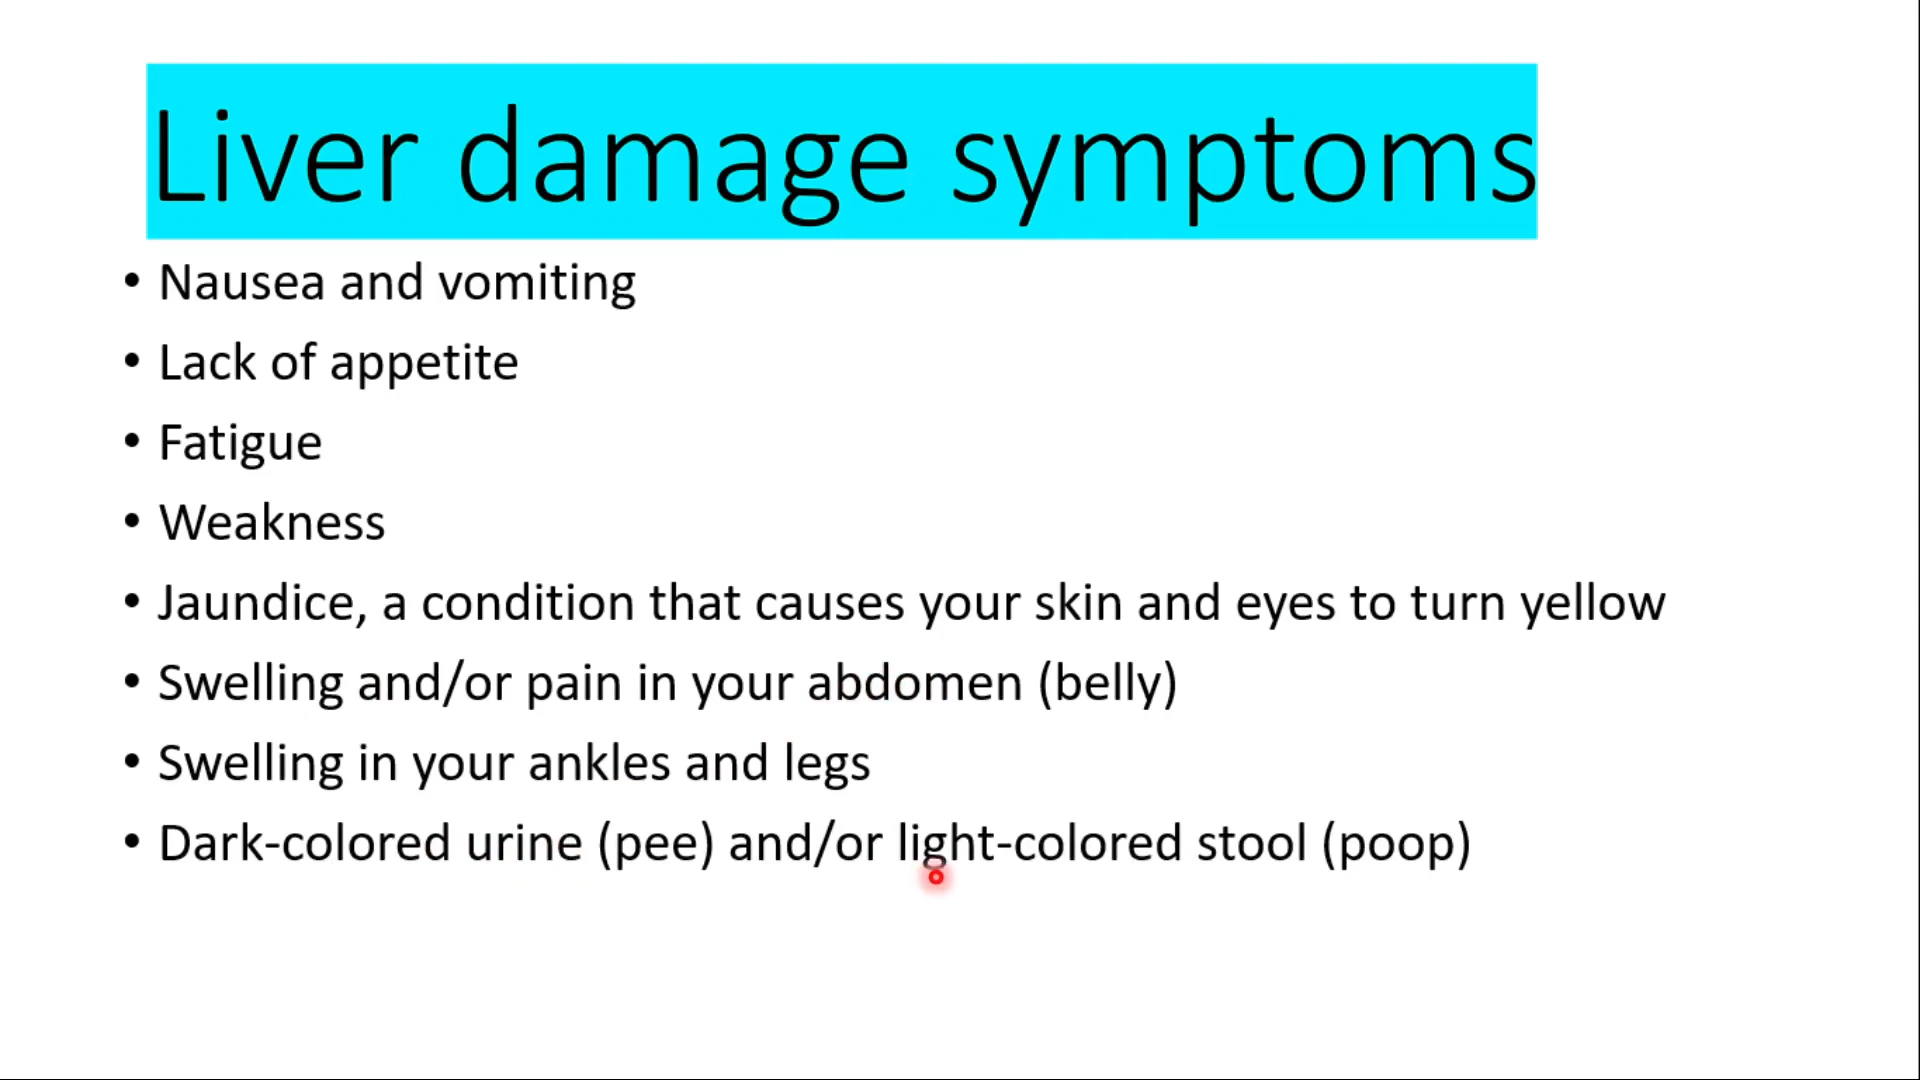 Liver damage symptoms
• Nausea and vomiting
• Lack of appetite
• Fatigue
• Weakness
• Jaundice, a condition that causes your skin and eyes to turn yellow
• Swelling and/or pain in your abdomen (belly)
• Swelling in your ankles and legs
• Dark-colored urine (pee) and/or light-colored stool (poop)